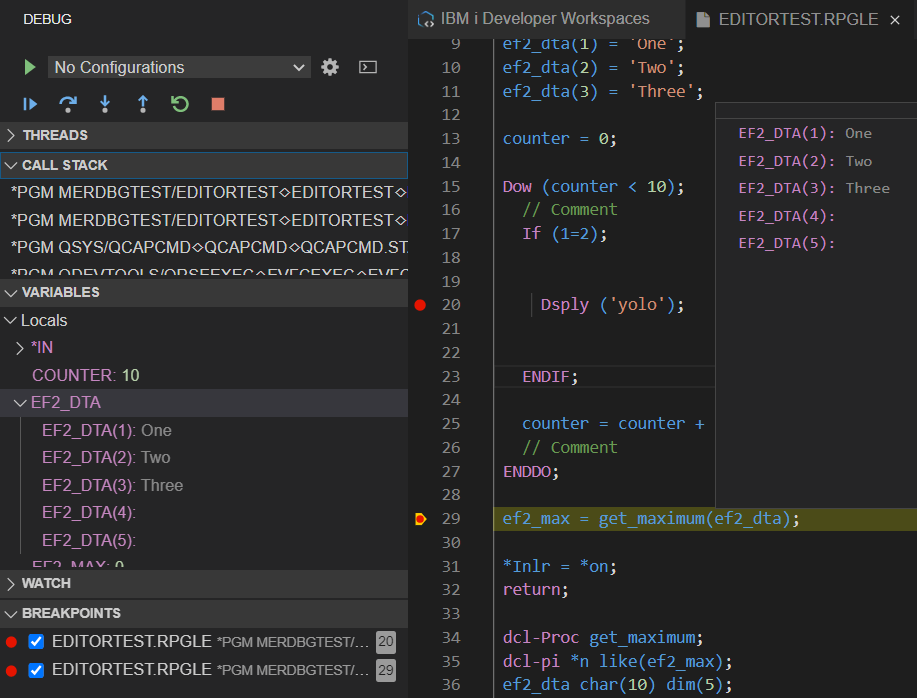 DEBUG
No Configurations
THREADS
CALL STACK
*PGM MERDBGTEST/EDITORTEST◇EDITORTEST◇
*PGM MERDBGTEST/EDITORTEST◇EDITORTEST◇
*PGM QSYS/QCAPCMD◇QCAPCMD◇QCAPCMD.ST
VARIABLES
Locals
*IN
COUNTER: 10
EF2_DTA
EF2_DTA(1): One
EF2_DTA(2): Two
EF2_DTA(3): Three
EF2_DTA(4):
EF2_DTA(5):
EF2_MAX: 0
WATCH
BREAKPOINTS
EDITORTEST.RPGLE *PGM MERDBGTEST/... 20
EDITORTEST.RPGLE *PGM MERDBGTEST/... 29
IBM i Developer Workspaces
EDITORTEST.RPGLE ×
9 ef2_dta(1) = 'One';
10 ef2_dta(2) = 'Two';
11 ef2_dta(3) = 'Three';
12
13 counter = 0;
14
15 Dow (counter < 10);
16 // Comment
17 If (1=2);
18
19
20 Dsply ('yolo');
21
22
23 ENDIF;
24
25 counter = counter +
26 // Comment
27 ENDDO;
28
29 ef2_max = get_maximum(ef2_dta);
30
31 *Inlr = *on;
32 return;
33
34 dcl-Proc get_maximum;
35 dcl-pi *n like(ef2_max);
36 ef2_dta char(10) dim(5);
EF2_DTA(1): One
EF2_DTA(2): Two
EF2_DTA(3): Three
EF2_DTA(4):
EF2_DTA(5):